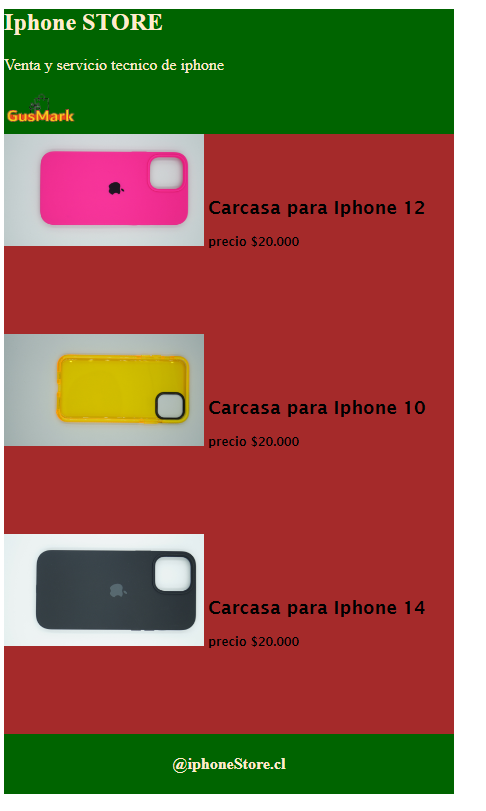 Iphone STORE
Venta y servicio tecnico de iphone
GusMark
Carcasa para Iphone 12
precio $20.000
Carcasa para Iphone 10
precio $20.000
Carcasa para Iphone 14
precio $20.000
@iphoneStore.cl